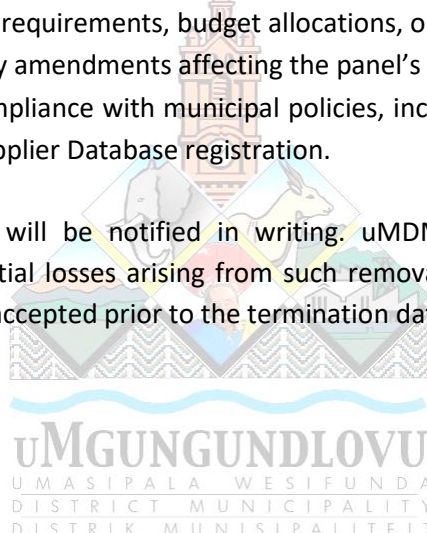 requirements, budget allocations, o
y amendments affecting the panel's
mpliance with municipal policies, inc
pplier Database registration.
will be notified in writing. uMDM
tial losses arising from such remova
accepted prior to the termination da
uMGUNGUNDLOVU
UMASIPALA WESIFUNDA
DISTRICT MUNICIPALITY
DISTRIK MUNISIPALITEIT